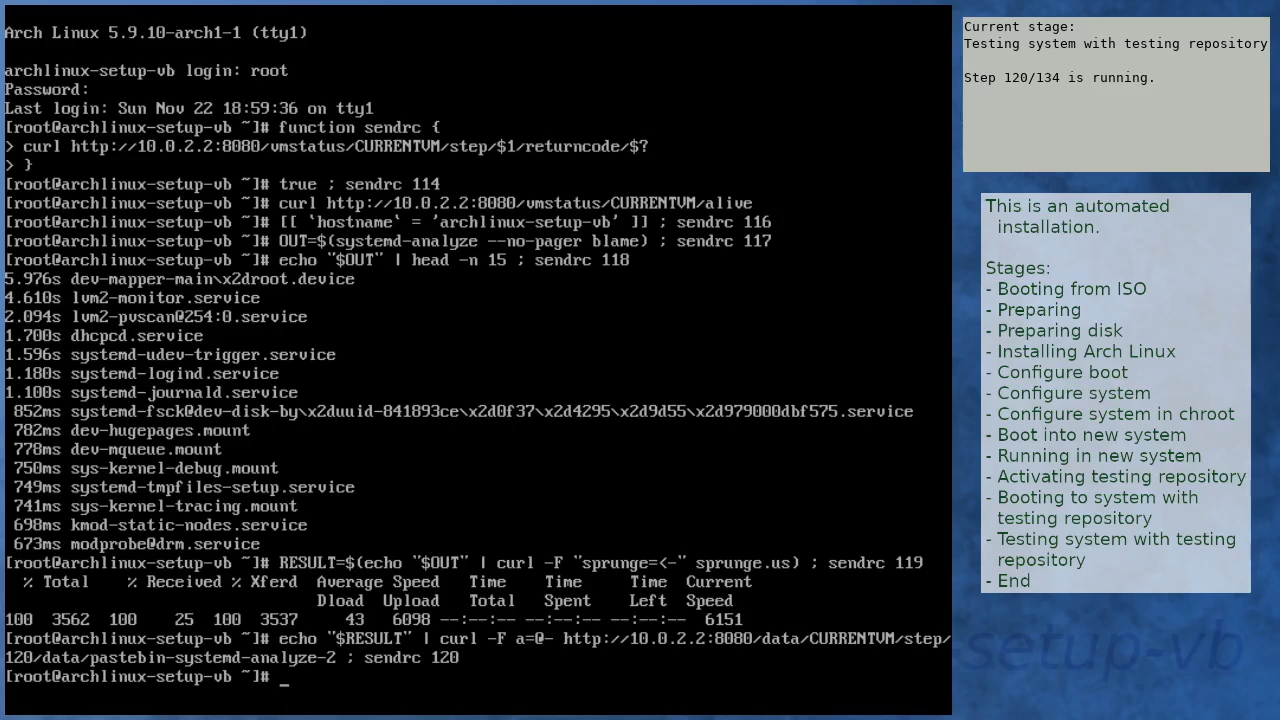 Arch Linux 5.9.10-arch1-1 (tty1)
archlinux-setup-vb login: root
Password:
Last login: Sun Nov 22 18:59:36 on tty1
[root@archlinux-setup-vb ~]# function sendrc {
> curl http://10.0.2.2:8080/vmstatus/CURRENTVM/step/$1/returncode/$?
> }
[root@archlinux-setup-vb ~]# true ; sendrc 114
[root@archlinux-setup-vb ~]# curl http://10.0.2.2:8080/vmstatus/CURRENTVM/alive
[root@archlinux-setup-vb ~]# [[ `hostname` = 'archlinux-setup-vb' ]] ; sendrc 116
[root@archlinux-setup-vb ~]# OUT=$(systemd-analyze --no-pager blame) ; sendrc 117
[root@archlinux-setup-vb ~]# echo "$OUT" | head -n 15 ; sendrc 118
5.976s dev-mapper-main\x2droot.device
4.610s lvm2-monitor.service
2.094s lvm2-pvscan@254:0.service
1.700s dhcpcd.service
1.596s systemd-udev-trigger.service
1.180s systemd-logind.service
1.100s systemd-journald.service
852ms systemd-fsck@dev-disk-by\x2duuid-841893ce\x2d0f37\x2d4295\x2d9d55\x2d979000dbf575.service
782ms dev-hugepages.mount
778ms dev-mqueue.mount
750ms sys-kernel-debug.mount
749ms systemd-tmpfiles-setup.service
741ms sys-kernel-tracing.mount
698ms kmod-static-nodes.service
673ms modprobe@drm.service
[root@archlinux-setup-vb ~]# RESULT=$(echo "$OUT" | curl -F "sprunge=<-" sprunge.us) ; sendrc 119
% Total % Received % Xferd Average Speed Time Time Time Current
Dload Upload Total Spent Left Speed
100 3562 100 25 100 3537 43 6098 --:--:-- --:--:-- --:--:-- 6151
[root@archlinux-setup-vb ~]# echo "$RESULT" | curl -F a=@- http://10.0.2.2:8080/data/CURRENTVM/step/
120/data/pastebin-systemd-analyze-2 ; sendrc 120
[root@archlinux-setup-vb ~]# _
Current stage:
Testing system with testing repository
Step 120/134 is running.
This is an automated
installation.
Stages:
- Booting from ISO
- Preparing
- Preparing disk
- Installing Arch Linux
- Configure boot
- Configure system
- Configure system in chroot
- Boot into new system
- Running in new system
- Activating testing repository
- Booting to system with
testing repository
- Testing system with testing
repository
- End
setup-vb